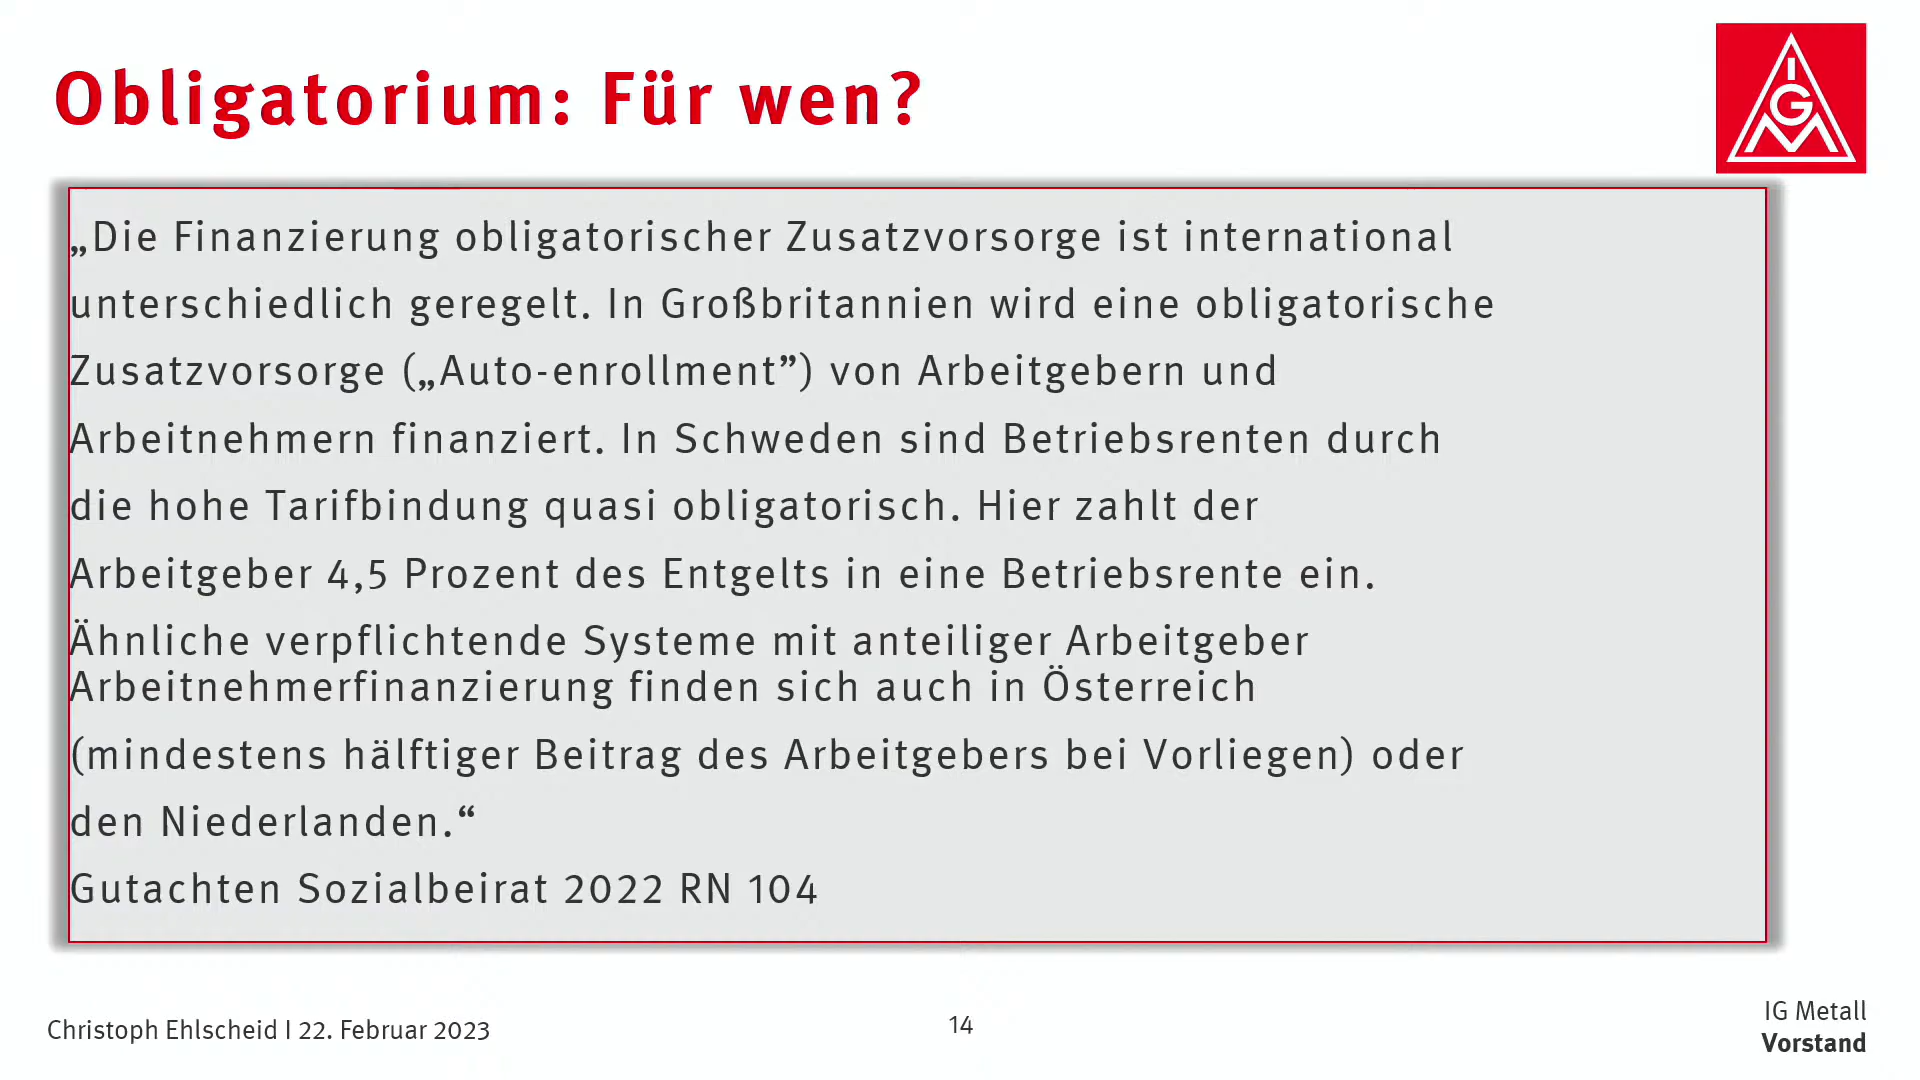 Obligatorium: Für wen?
IGM
„Die Finanzierung obligatorischer Zusatzvorsorge ist international
unterschiedlich geregelt. In Großbritannien wird eine obligatorische
Zusatzvorsorge („Auto-enrollment”) von Arbeitgebern und
Arbeitnehmern finanziert. In Schweden sind Betriebsrenten durch
die hohe Tarifbindung quasi obligatorisch. Hier zahlt der
Arbeitgeber 4,5 Prozent des Entgelts in eine Betriebsrente ein.
Ähnliche verpflichtende Systeme mit anteiliger Arbeitgeber
Arbeitnehmerfinanzierung finden sich auch in Österreich
(mindestens hälftiger Beitrag des Arbeitgebers bei Vorliegen) oder
den Niederlanden.“
Gutachten Sozialbeirat 2022 RN 104
Christoph Ehlscheid I 22. Februar 2023
14
IG Metall
Vorstand